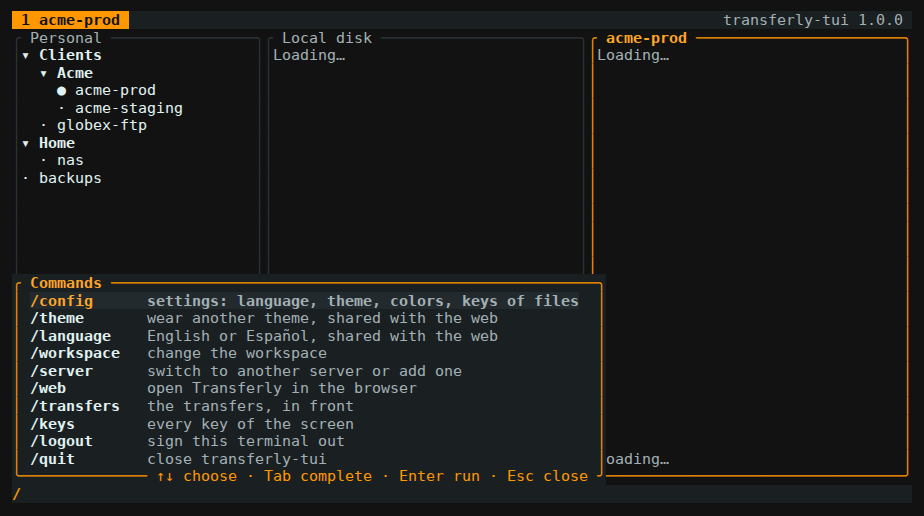 1 acme-prod transferly-tui 1.0.0
Personal Local disk acme-prod
▾ Clients Loading… Loading…
▾ Acme
● acme-prod
· acme-staging
· globex-ftp
▾ Home
· nas
· backups
Commands
/config settings: language, theme, colors, keys of files
/theme wear another theme, shared with the web
/language English or Español, shared with the web
/workspace change the workspace
/server switch to another server or add one
/web open Transferly in the browser
/transfers the transfers, in front
/keys every key of the screen
/logout sign this terminal out
/quit close transferly-tui oading…
↑↓ choose · Tab complete · Enter run · Esc close
/